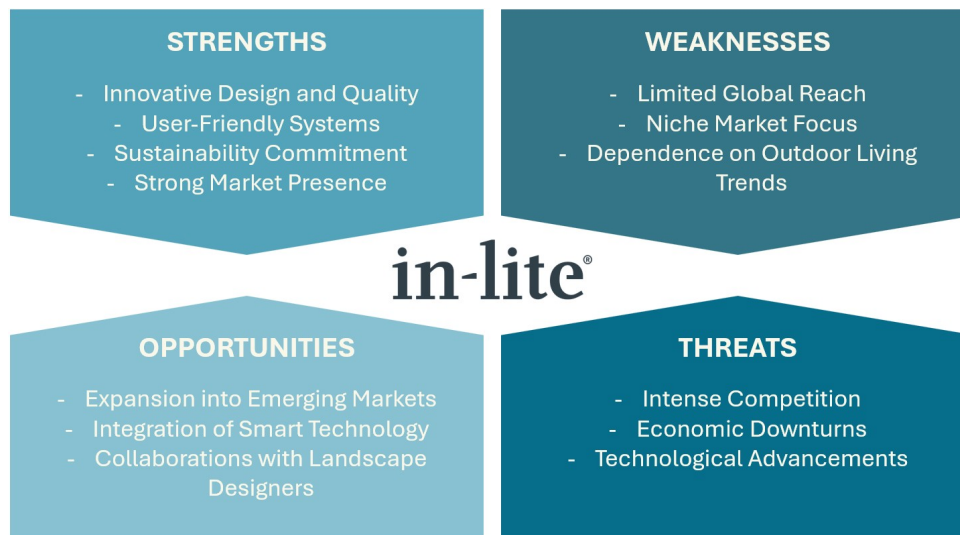 STRENGTHS
- Innovative Design and Quality
- User-Friendly Systems
- Sustainability Commitment
- Strong Market Presence
WEAKNESSES
- Limited Global Reach
- Niche Market Focus
- Dependence on Outdoor Living
Trends
in-lite®
OPPORTUNITIES
- Expansion into Emerging Markets
- Integration of Smart Technology
- Collaborations with Landscape
Designers
THREATS
- Intense Competition
- Economic Downturns
- Technological Advancements